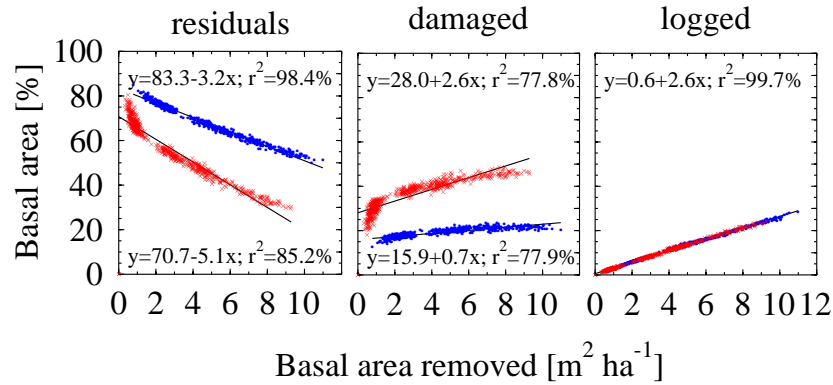 residuals damaged logged
100
80
60
40
20
0
Basal area [%]
y=83.3-3.2x; r²=98.4%
y=70.7-5.1x; r²=85.2%
y=28.0+2.6x; r²=77.8%
y=15.9+0.7x; r²=77.9%
y=0.6+2.6x; r²=99.7%
0 2 4 6 8 10 0 2 4 6 8 10 0 2 4 6 8 10 12
Basal area removed [m² ha⁻¹]